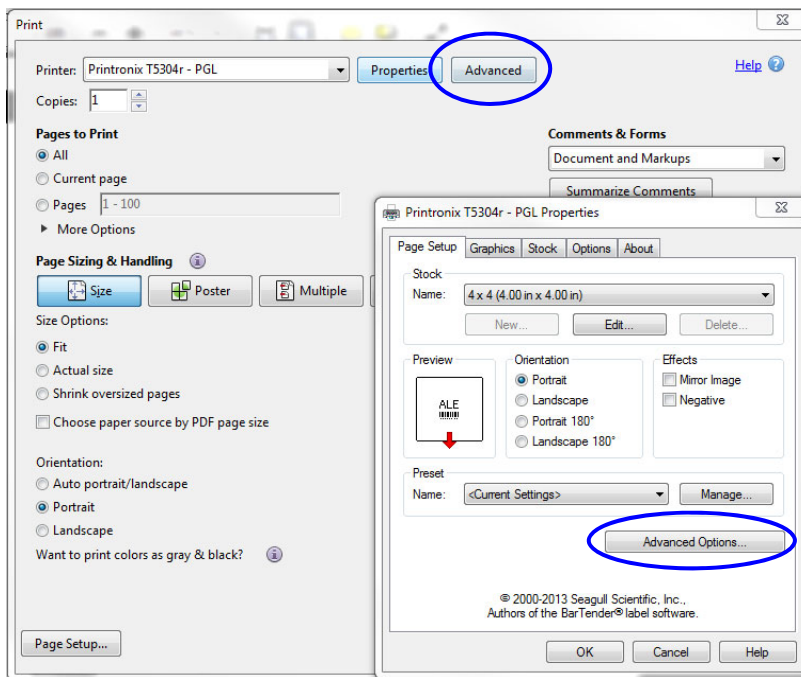 Print
Printer: Printronix T5304r - PGL Properties Advanced Help
Copies: 1
Pages to Print
All
Current page
Pages 1 - 100
More Options
Comments & Forms
Document and Markups
Summarize Comments
Page Sizing & Handling
Size Poster Multiple
Size Options:
Fit
Actual size
Shrink oversized pages
Choose paper source by PDF page size
Orientation:
Auto portrait/landscape
Portrait
Landscape
Want to print colors as gray & black?
Page Setup...
Printronix T5304r - PGL Properties
Page Setup Graphics Stock Options About
Stock
Name: 4 x 4 (4.00 in x 4.00 in)
New... Edit... Delete...
Preview
ALE
Orientation
Portrait
Landscape
Portrait 180°
Landscape 180°
Effects
Mirror Image
Negative
Preset
Name: <Current Settings> Manage...
Advanced Options...
© 2000-2013 Seagull Scientific, Inc.,
Authors of the BarTender® label software.
OK Cancel Help